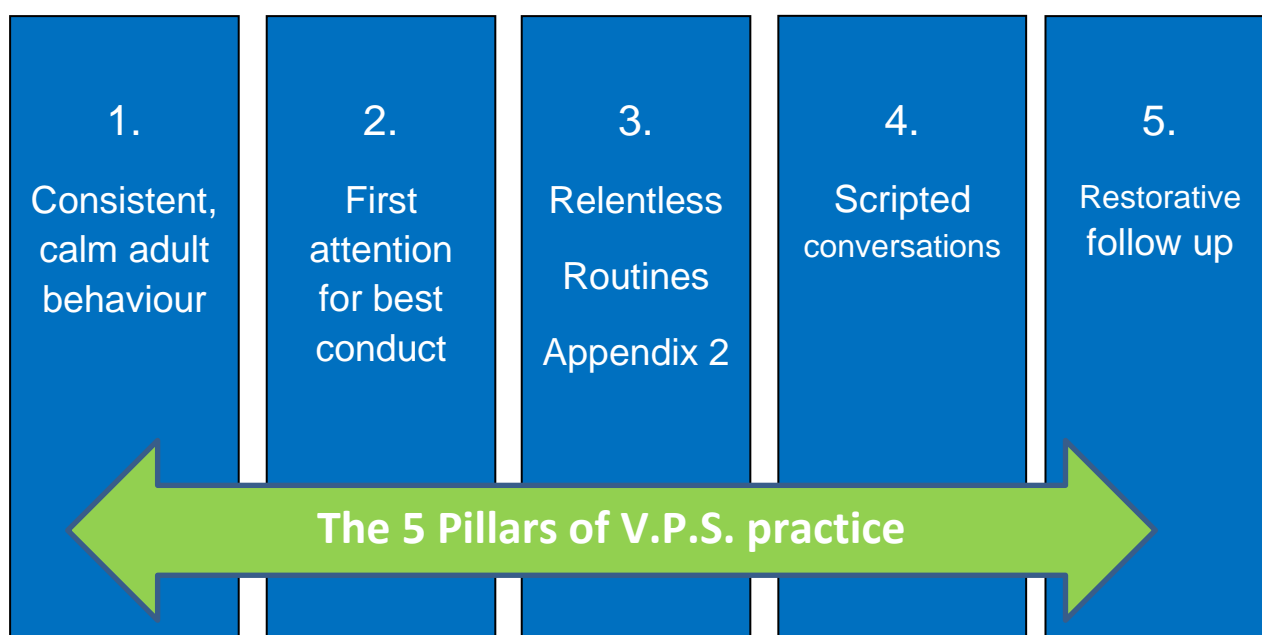 1.
Consistent,
calm adult
behaviour
2.
First
attention
for best
conduct
3.
Relentless
Routines
Appendix 2
4.
Scripted
conversations
5.
Restorative
follow up
The 5 Pillars of V.P.S. practice